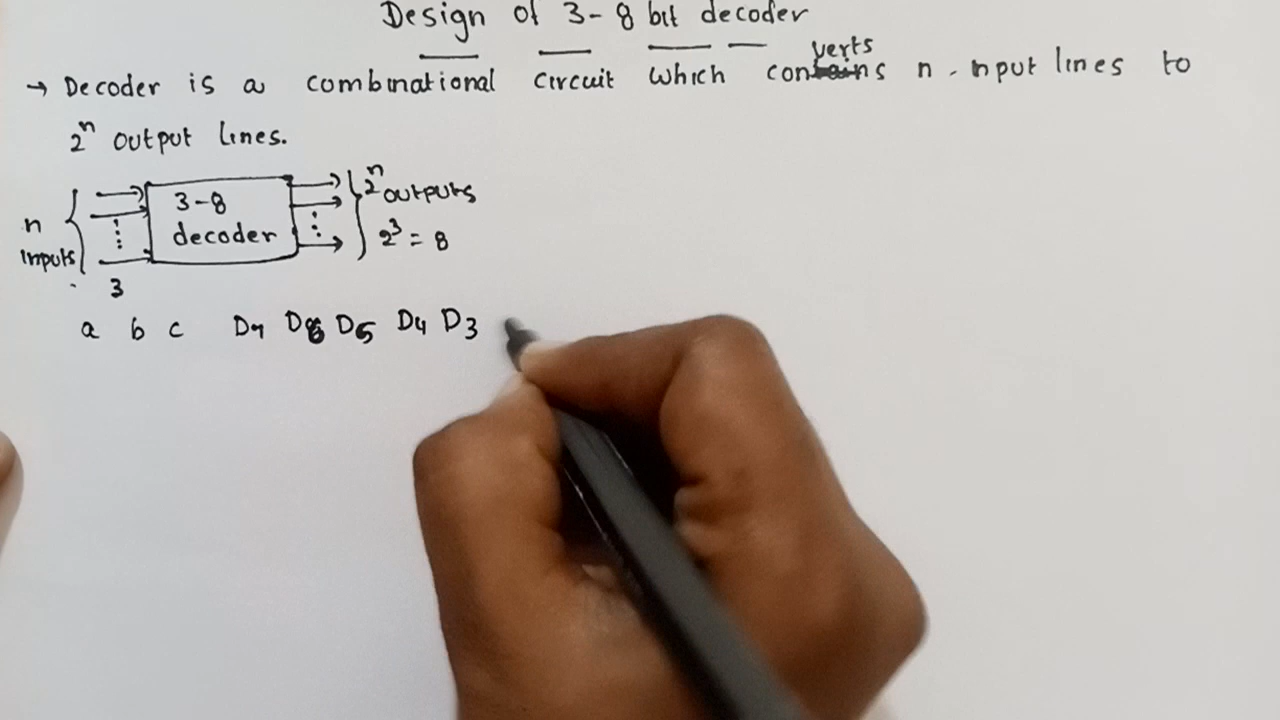 Design of 3-8 bit decoder
→ Decoder is a combinational circuit which converts n-input lines to
2ⁿ output lines.
n inputs
3
3-8 decoder
2ⁿ outputs
2³ = 8
a b c D7 D6 D5 D4 D3